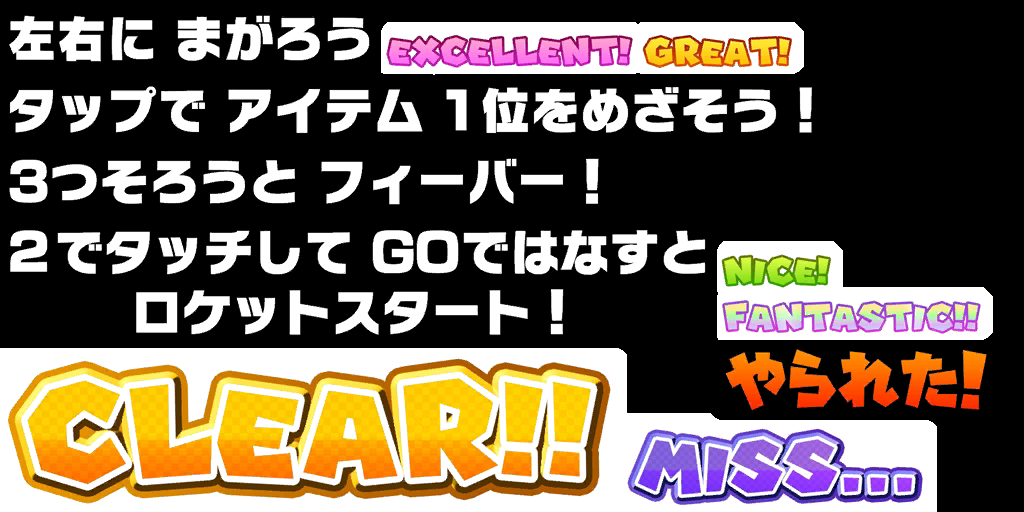 左右に まがろう
EXCELLENT! GREAT!
タップで アイテム 1位をめざそう！
3つそろうと フィーバー！
2でタッチして GOではなすと
ロケットスタート！
NICE!
FANTASTIC!!
やられた!
CLEAR!!
MISS...